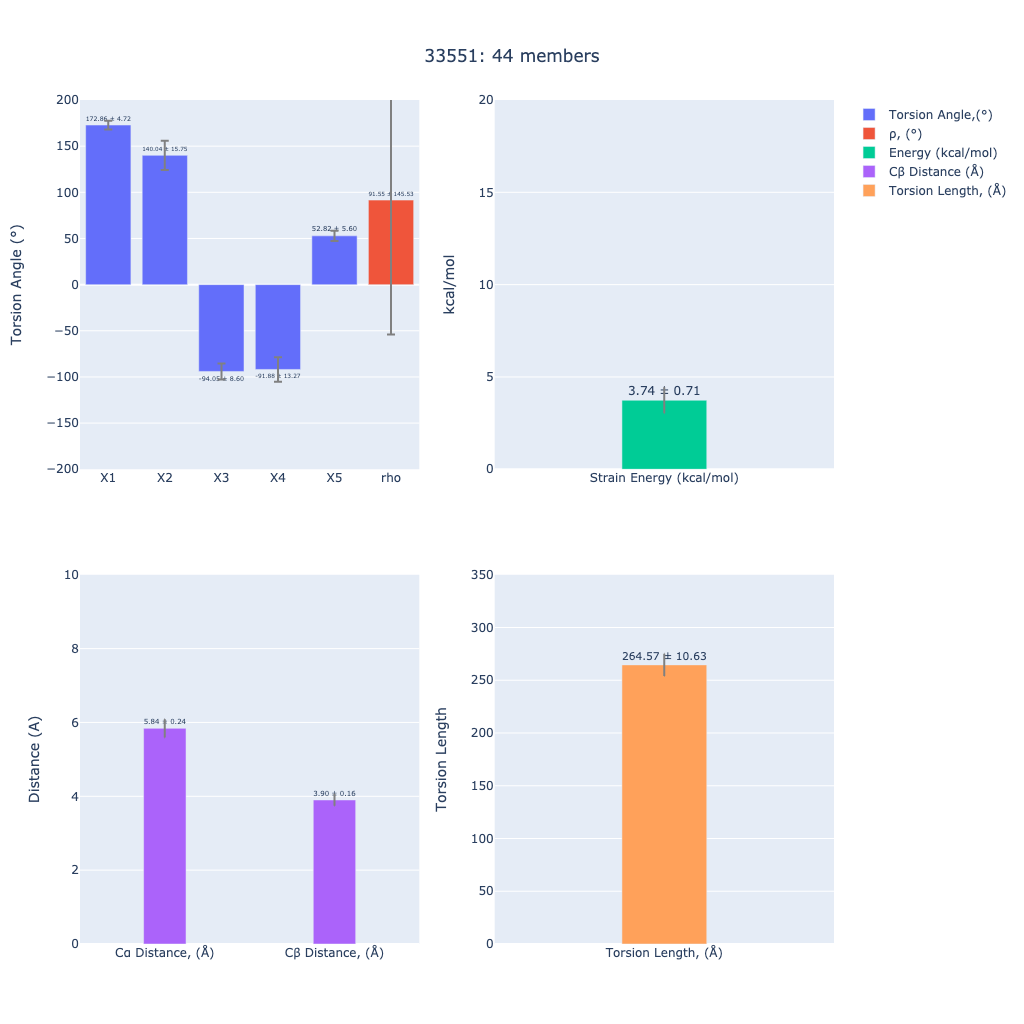 33551: 44 members
Torsion Angle (°)
200
150
100
50
0
−50
−100
−150
−200
172.86 ± 4.72
140.04 ± 15.75
-94.05 ± 8.60
-91.88 ± 13.27
52.82 ± 5.60
91.55 ± 145.53
X1 X2 X3 X4 X5 rho
kcal/mol
20
15
10
5
0
3.74 ± 0.71
Strain Energy (kcal/mol)
Torsion Angle,(°)
ρ, (°)
Energy (kcal/mol)
Cβ Distance (Å)
Torsion Length, (Å)
Distance (A)
10
8
6
4
2
0
5.84 ± 0.24
3.90 ± 0.16
Cα Distance, (Å) Cβ Distance, (Å)
Torsion Length
350
300
250
200
150
100
50
0
264.57 ± 10.63
Torsion Length, (Å)